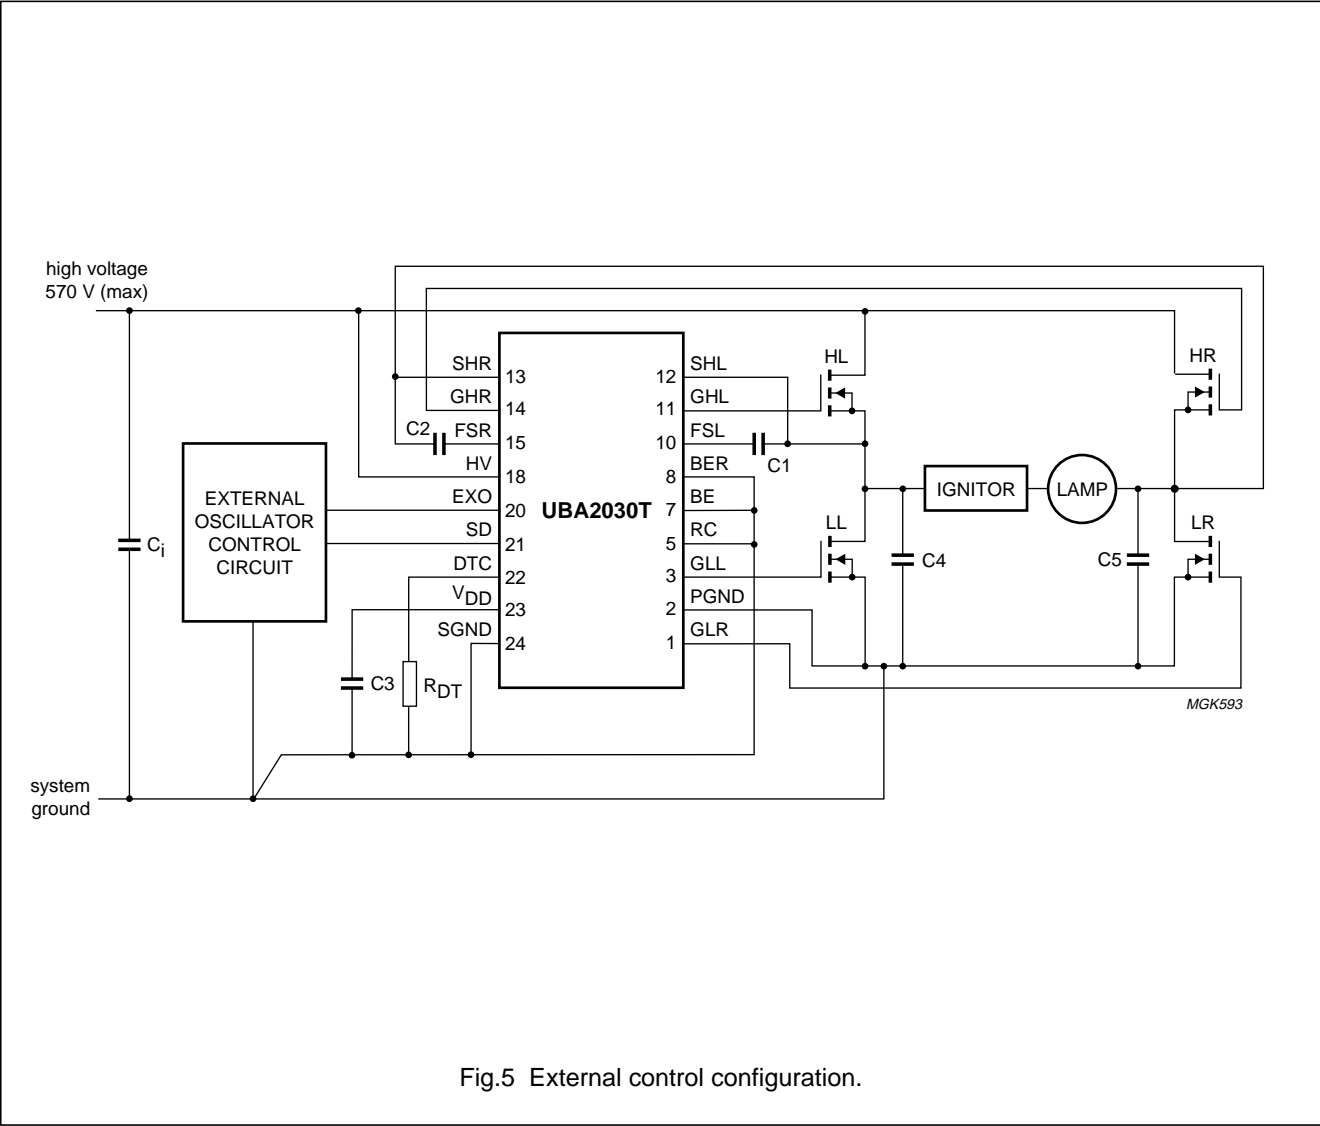 high voltage
570 V (max)
SHR
13
GHR
14
C2
FSR
15
HV
18
EXO
20
SD
21
DTC
22
VDD
23
SGND
24
UBA2030T
12
SHL
11
GHL
10
FSL
C1
8
BER
7
BE
5
RC
3
GLL
2
PGND
1
GLR
HL
HR
LL
LR
IGNITOR
LAMP
C4
C5
EXTERNAL
OSCILLATOR
CONTROL
CIRCUIT
Ci
C3
RDT
MGK593
system
ground
Fig.5 External control configuration.